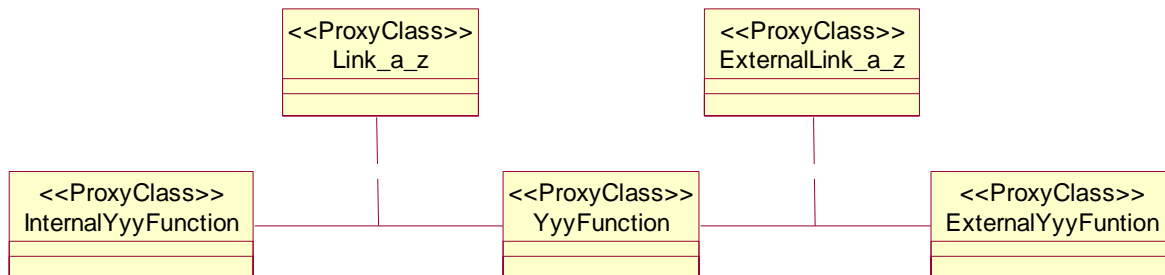 <<ProxyClass>>
Link_a_z
<<ProxyClass>>
ExternalLink_a_z
<<ProxyClass>>
InternalYyyFunction
<<ProxyClass>>
YyyFunction
<<ProxyClass>>
ExternalYyyFuntion